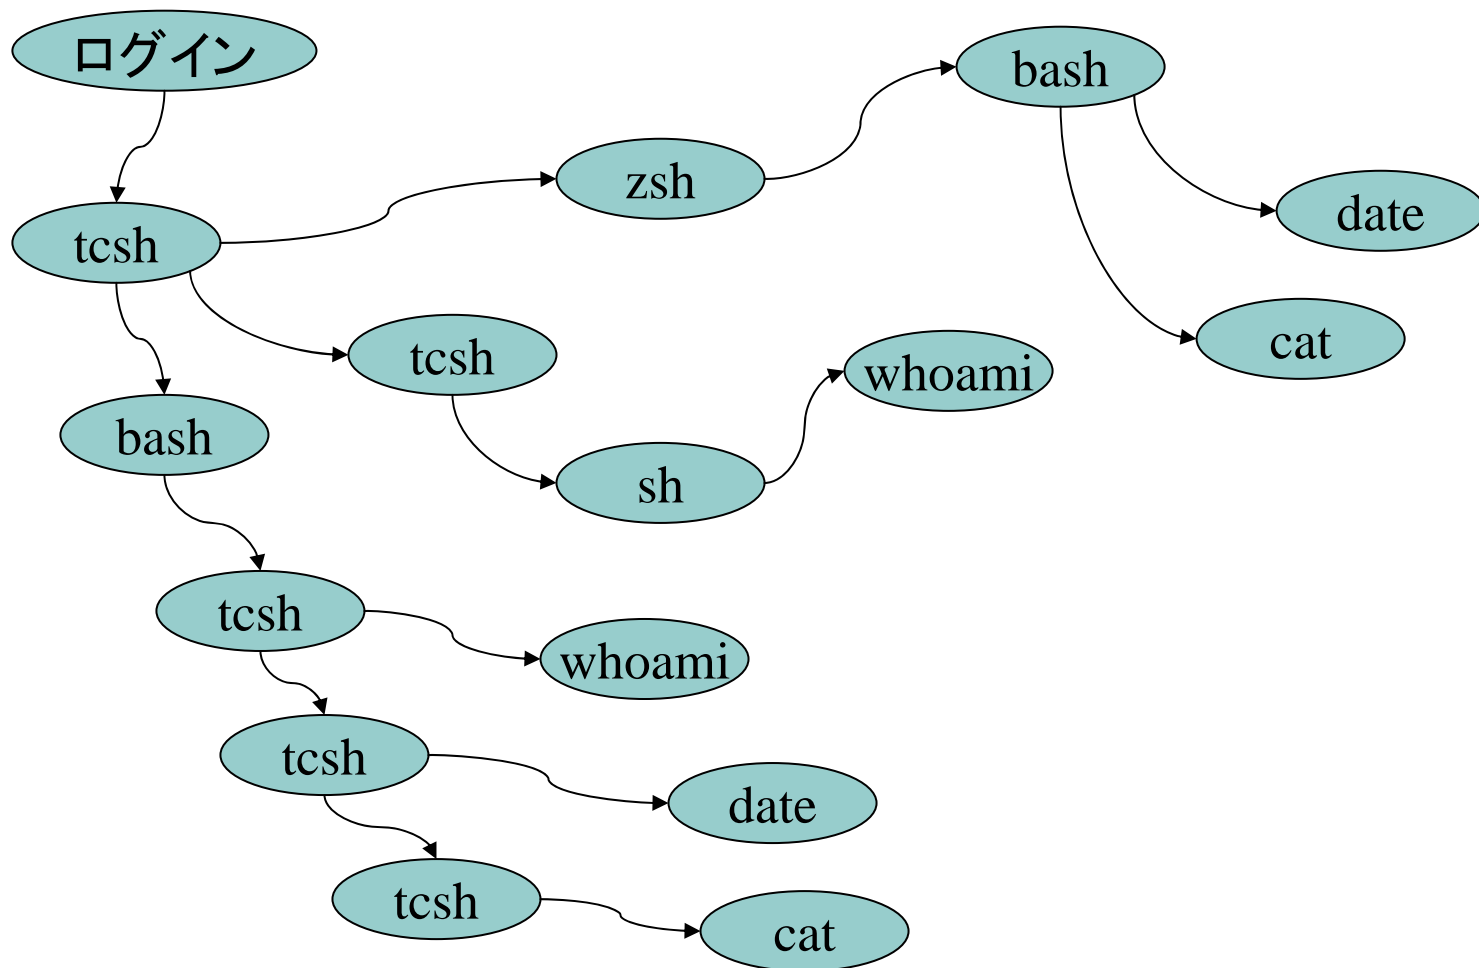 ログイン
bash
zsh
date
tcsh
cat
tcsh
whoami
bash
sh
tcsh
whoami
tcsh
date
tcsh
cat